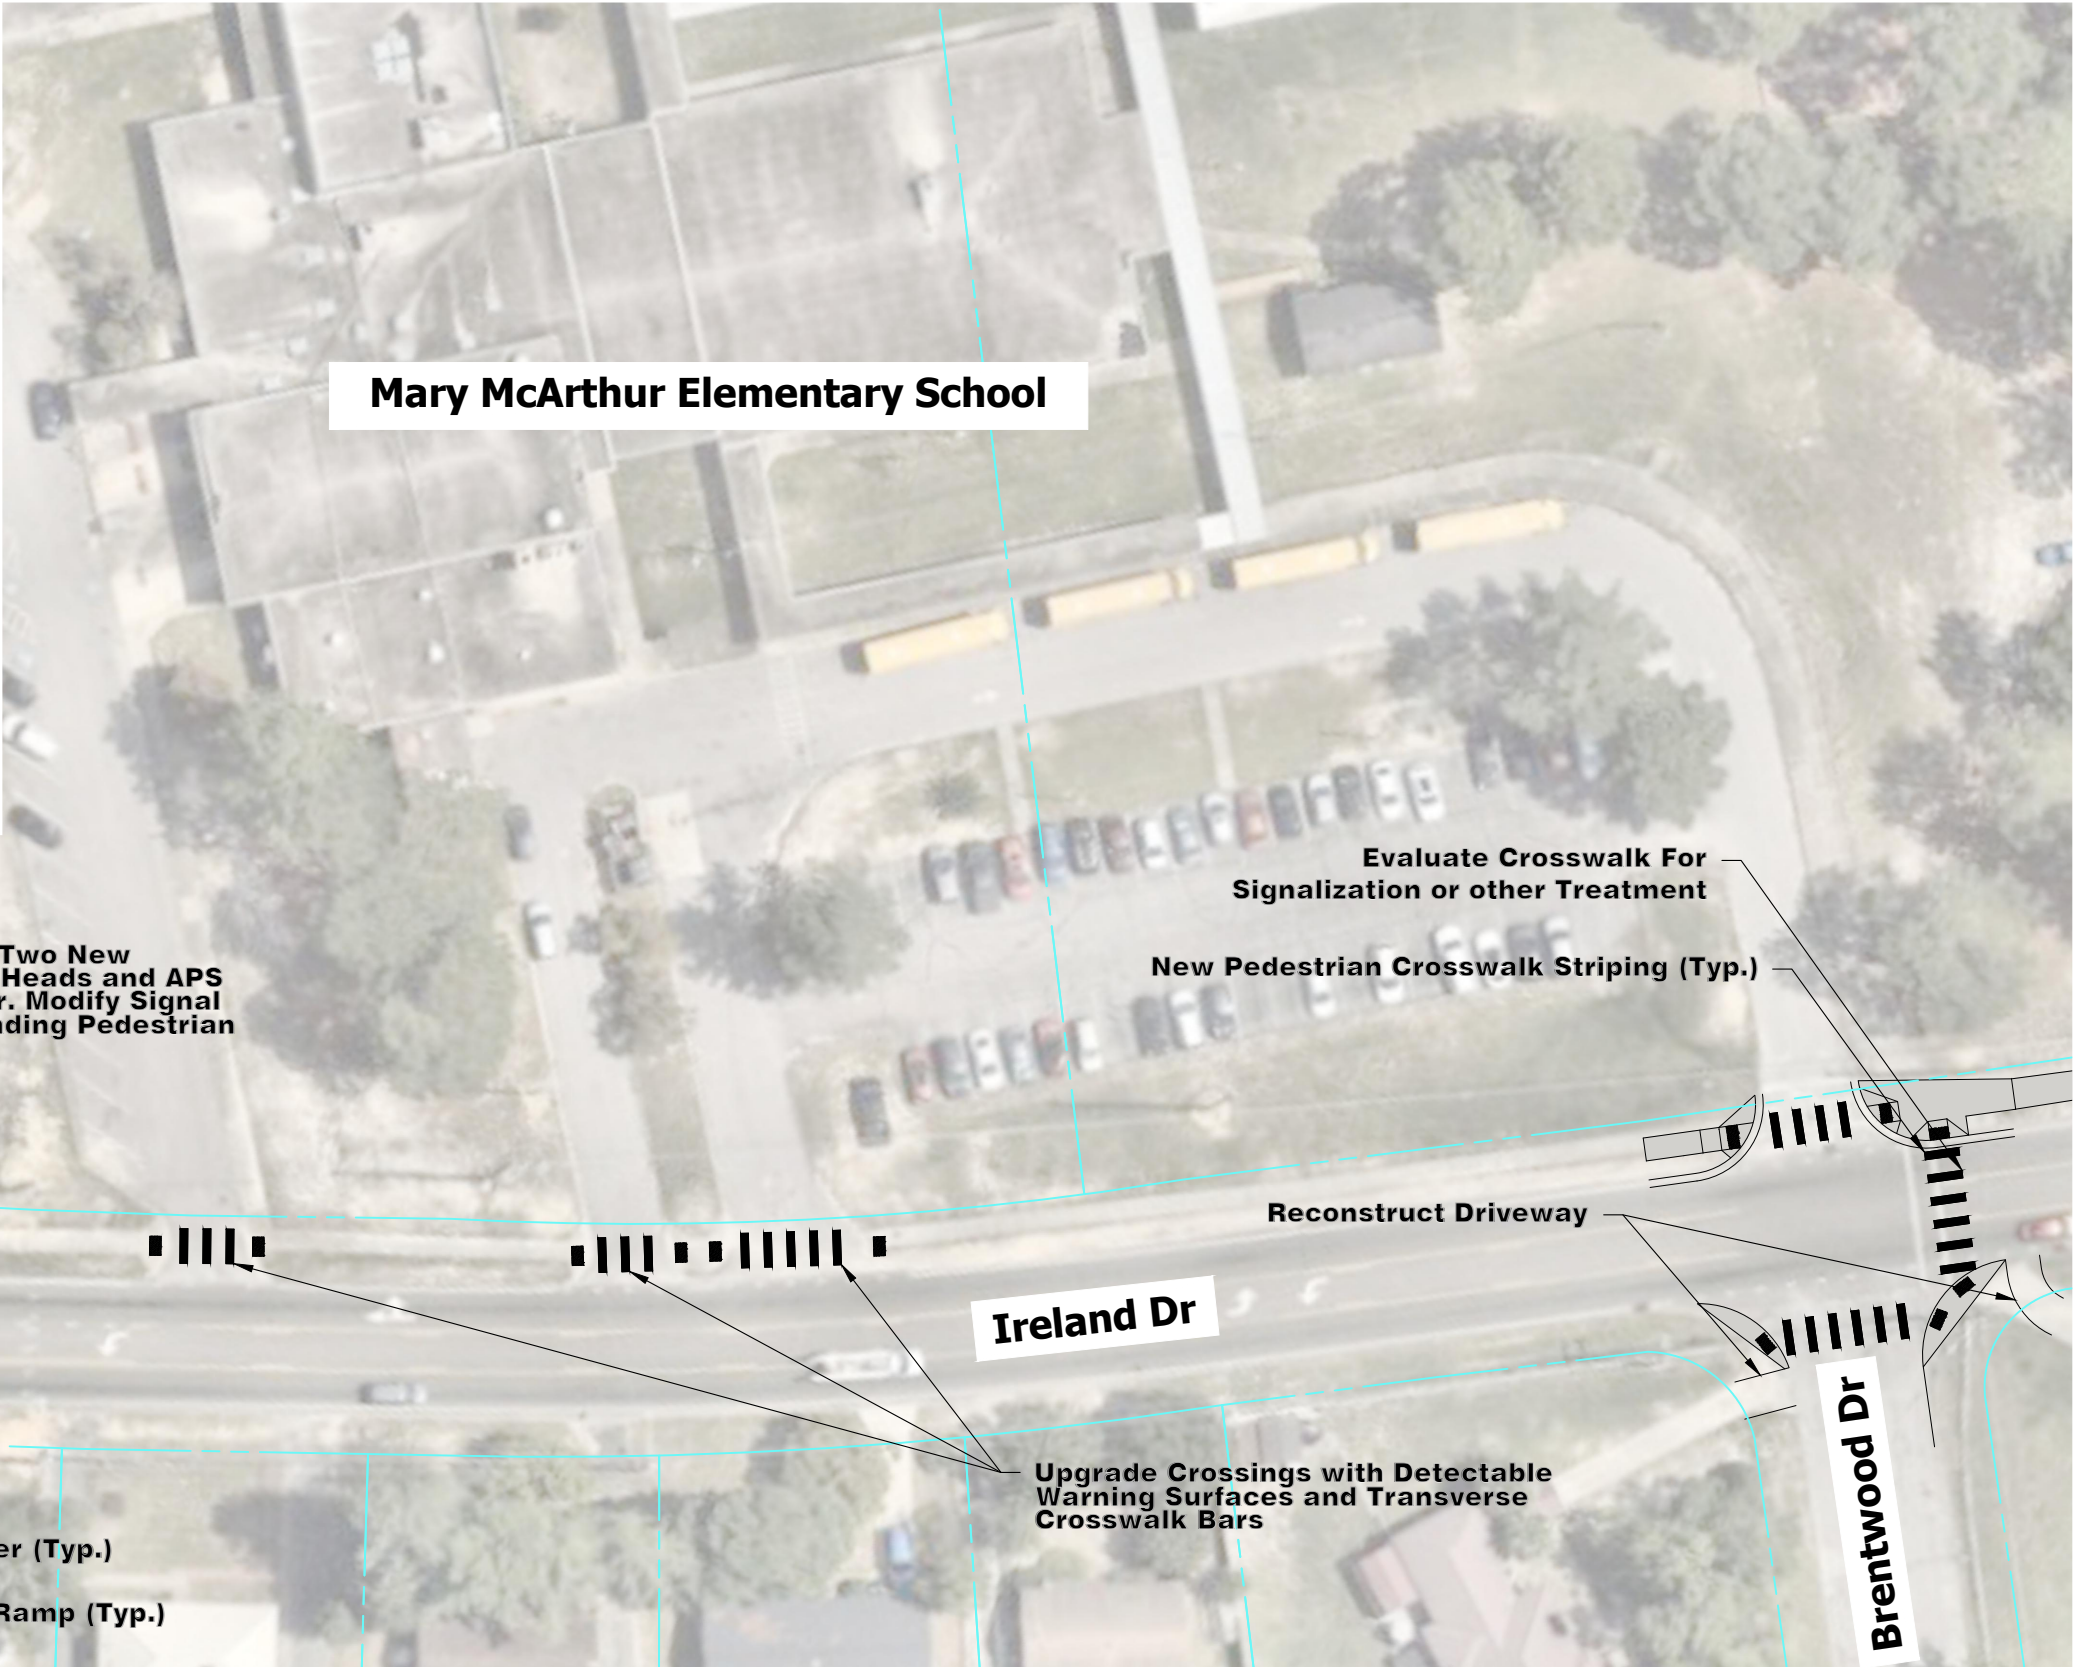 Mary McArthur Elementary School
Evaluate Crosswalk For
Signalization or other Treatment
New Pedestrian Crosswalk Striping (Typ.)
Two New
Heads and APS
r. Modify Signal
ding Pedestrian
Reconstruct Driveway
Ireland Dr
Brentwood Dr
Upgrade Crossings with Detectable
Warning Surfaces and Transverse
Crosswalk Bars
er (Typ.)
Ramp (Typ.)